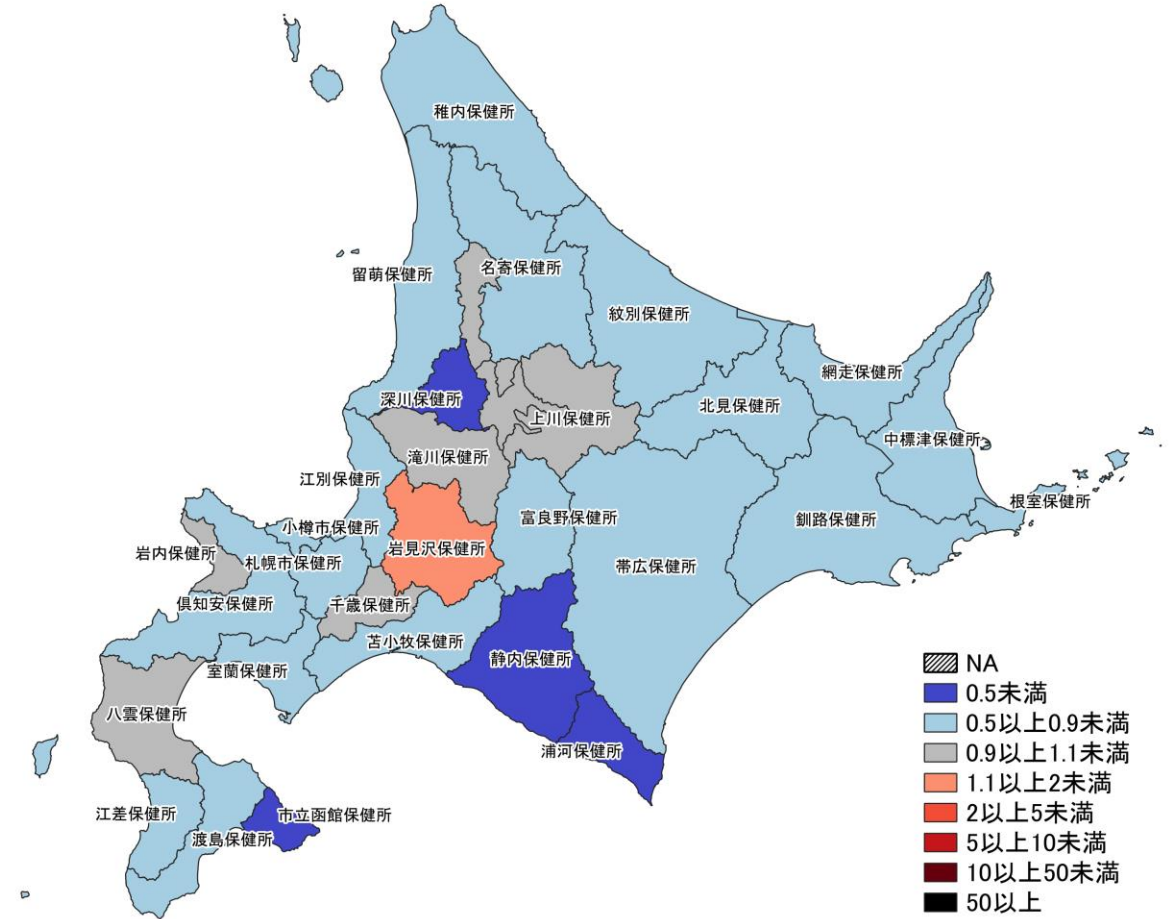 稚内保健所
留萌保健所
名寄保健所
紋別保健所
網走保健所
深川保健所
上川保健所
北見保健所
中標津保健所
滝川保健所
江別保健所
根室保健所
小樽市保健所
富良野保健所
釧路保健所
岩内保健所
札幌市保健所
岩見沢保健所
帯広保健所
倶知安保健所
千歳保健所
苫小牧保健所
室蘭保健所
静内保健所
八雲保健所
浦河保健所
江差保健所
市立函館保健所
渡島保健所
NA
0.5未満
0.5以上0.9未満
0.9以上1.1未満
1.1以上2未満
2以上5未満
5以上10未満
10以上50未満
50以上